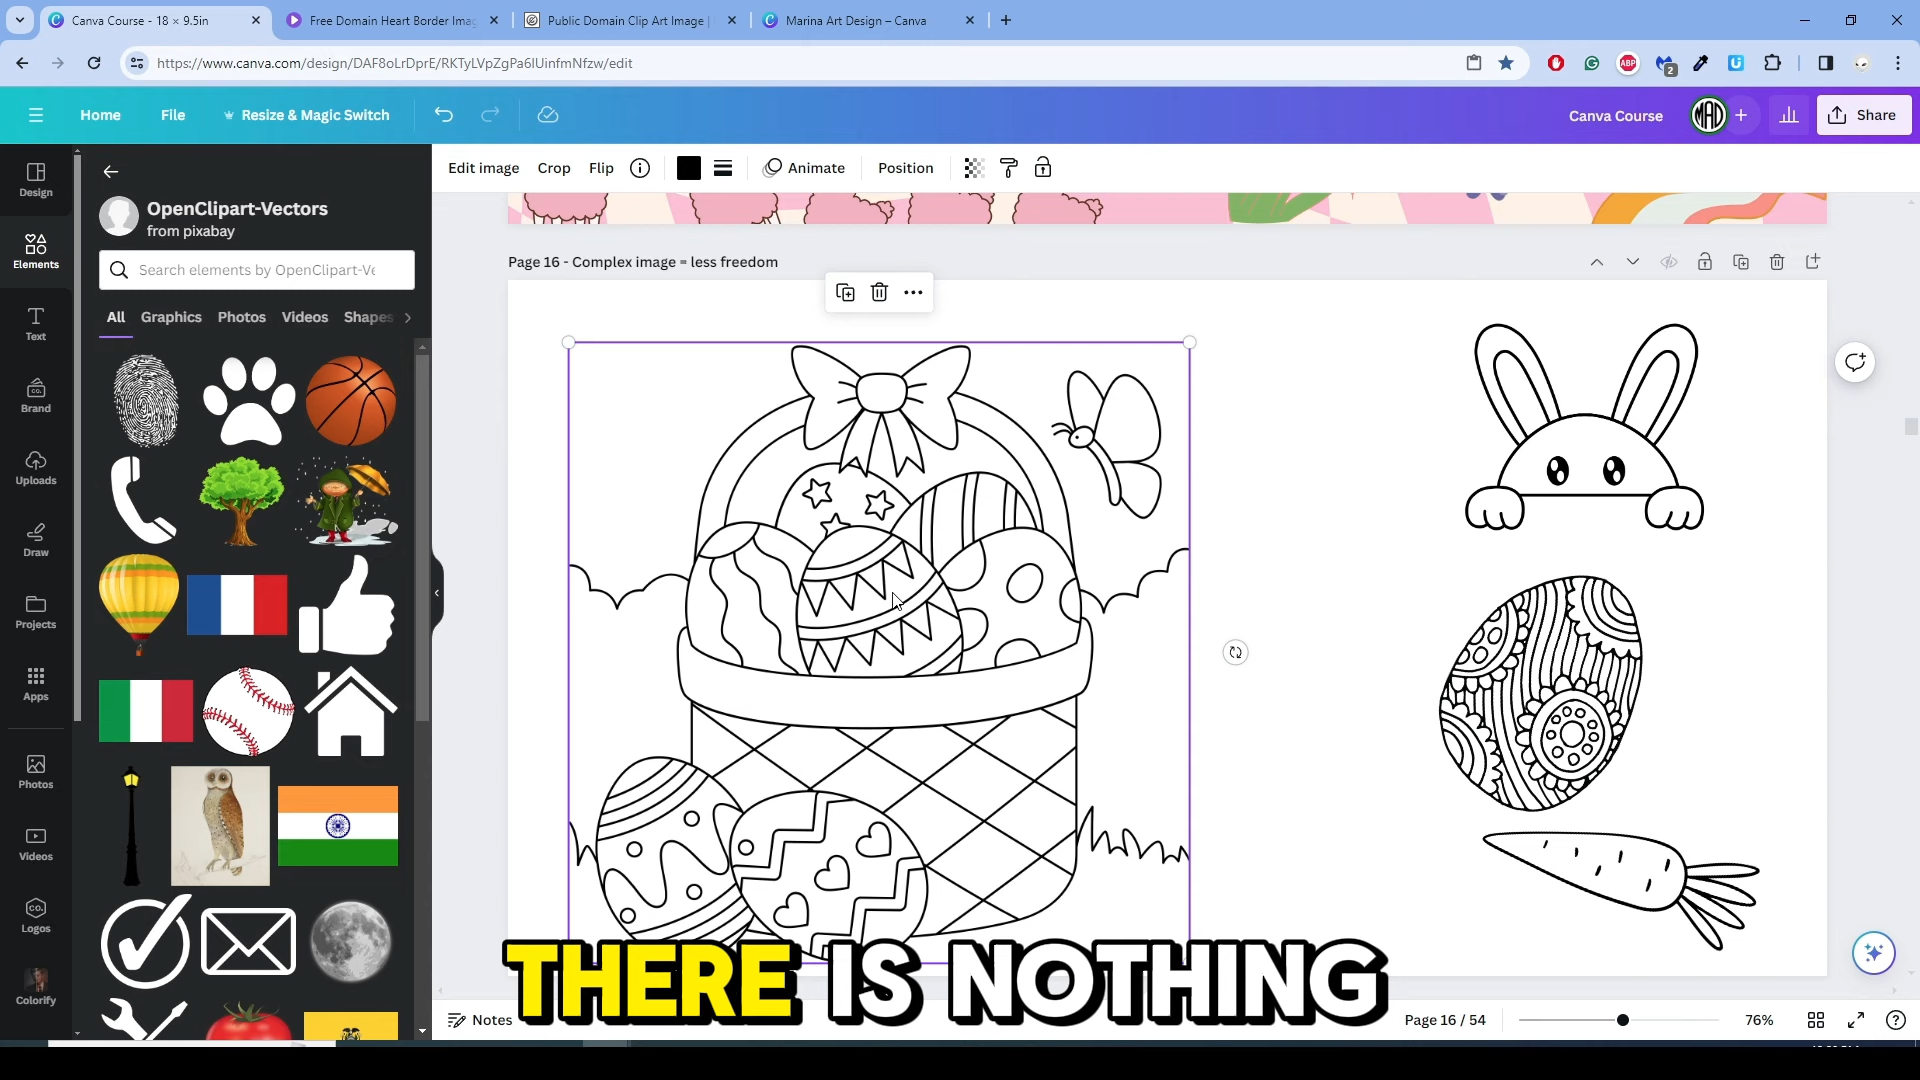 Canva Course - 18 × 9.5in
Free Domain Heart Border Imag
Public Domain Clip Art Image |
Marina Art Design – Canva
https://www.canva.com/design/DAF8oLrDprE/RKTyLVpZgPa6IUinfmNfzw/edit
ABP
2
Home
File
Resize & Magic Switch
Canva Course
MAD
Share
Design
Elements
Text
Brand
Uploads
Draw
Projects
Apps
Photos
Videos
Logos
Colorify
OpenClipart-Vectors
from pixabay
Search elements by OpenClipart-Ve
All
Graphics
Photos
Videos
Shapes
Edit image
Crop
Flip
Animate
Position
Page 16 - Complex image = less freedom
THERE IS NOTHING
Notes
Page 16 / 54
76%